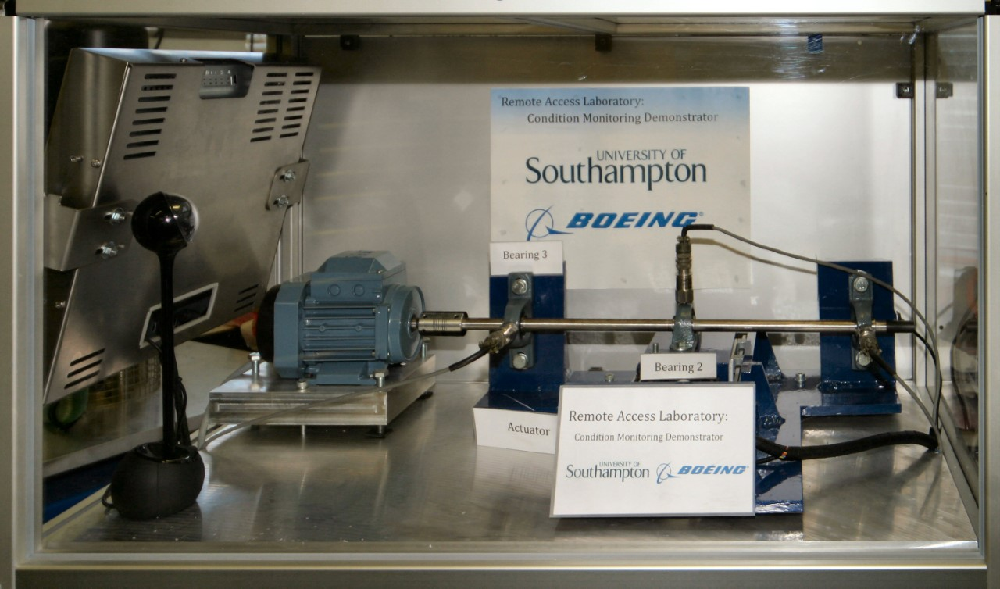 Remote Access Laboratory:
Condition Monitoring Demonstrator
UNIVERSITY OF
Southampton
BOEING®
Bearing 3
Bearing 2
Actuator
Remote Access Laboratory:
Condition Monitoring Demonstrator
UNIVERSITY OF
Southampton
BOEING®